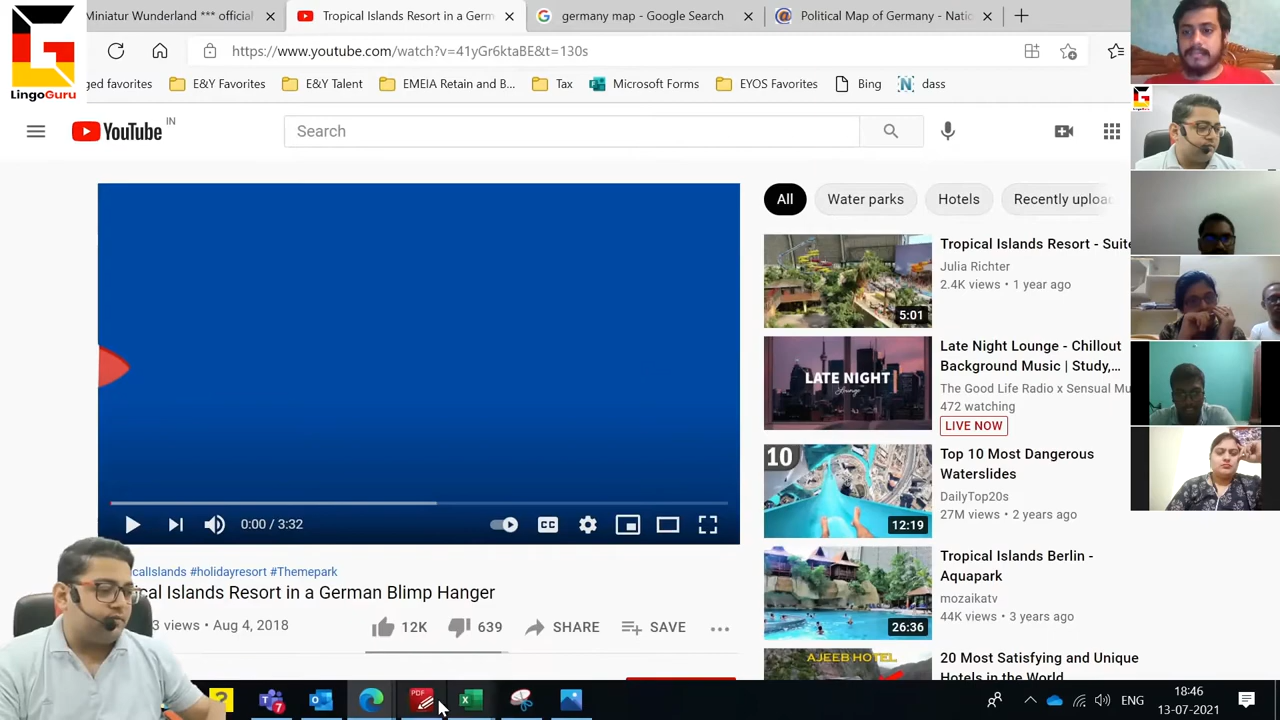 Miniatur Wunderland *** official
Tropical Islands Resort in a Germ
germany map - Google Search
Political Map of Germany - Natio
LingoGuru
https://www.youtube.com/watch?v=41yGr6ktaBE&t=130s
ged favorites
E&Y Favorites
E&Y Talent
EMEIA Retain and B...
Tax
Microsoft Forms
EYOS Favorites
Bing
dass
YouTube IN
Search
All
Water parks
Hotels
Recently uploa
Tropical Islands Resort - Suite
Julia Richter
2.4K views • 1 year ago
5:01
LATE NIGHT
Lounge
Late Night Lounge - Chillout
Background Music | Study,...
The Good Life Radio x Sensual Mu
472 watching
LIVE NOW
10
12:19
Top 10 Most Dangerous
Waterslides
DailyTop20s
27M views • 2 years ago
26:36
Tropical Islands Berlin -
Aquapark
mozaikatv
44K views • 3 years ago
AJEEB HOTEL
20 Most Satisfying and Unique
Hotels in the World
0:00 / 3:32
CC
calIslands #holidayresort #Themepark
ical Islands Resort in a German Blimp Hanger
3 views • Aug 4, 2018
12K
639
SHARE
SAVE
?
7
PDF
ENG
18:46
13-07-2021